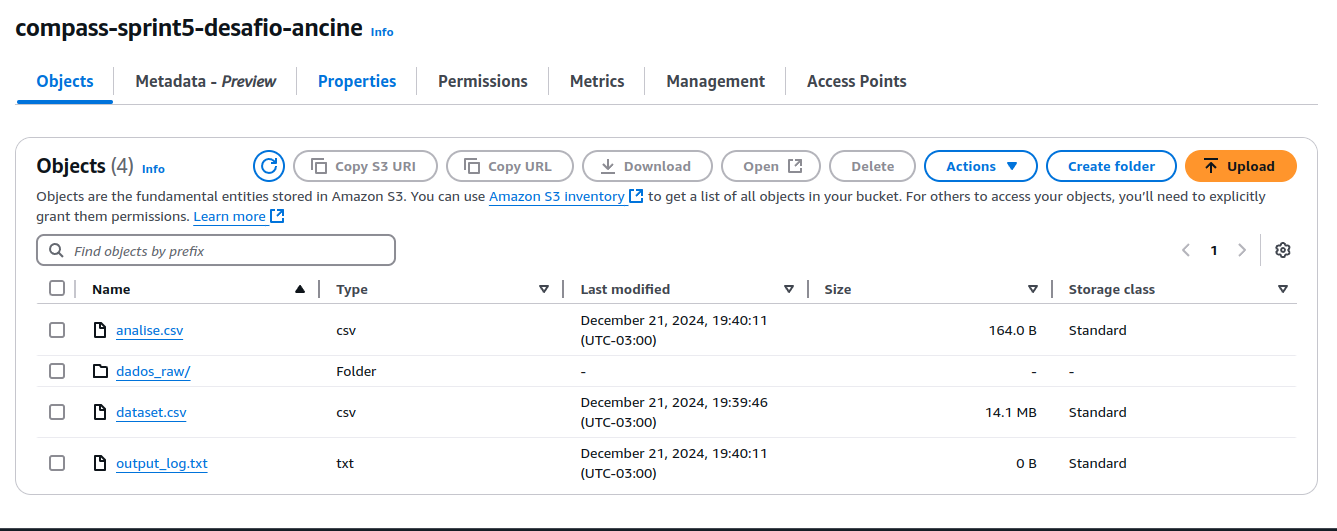 compass-sprint5-desafio-ancine Info
Objects Metadata - Preview Properties Permissions Metrics Management Access Points
Objects (4) Info Copy S3 URI Copy URL Download Open Delete Actions Create folder Upload
Objects are the fundamental entities stored in Amazon S3. You can use Amazon S3 Inventory to get a list of all objects in your bucket. For others to access your objects, you'll need to explicitly
grant them permissions. Learn more
Find objects by prefix 1
Name Type Last modified Size Storage class
analise.csv csv December 21, 2024, 19:40:11 (UTC-03:00) 164.0 B Standard
dados_raw/ Folder - - -
dataset.csv csv December 21, 2024, 19:39:46 (UTC-03:00) 14.1 MB Standard
output_log.txt txt December 21, 2024, 19:40:11 (UTC-03:00) 0 B Standard